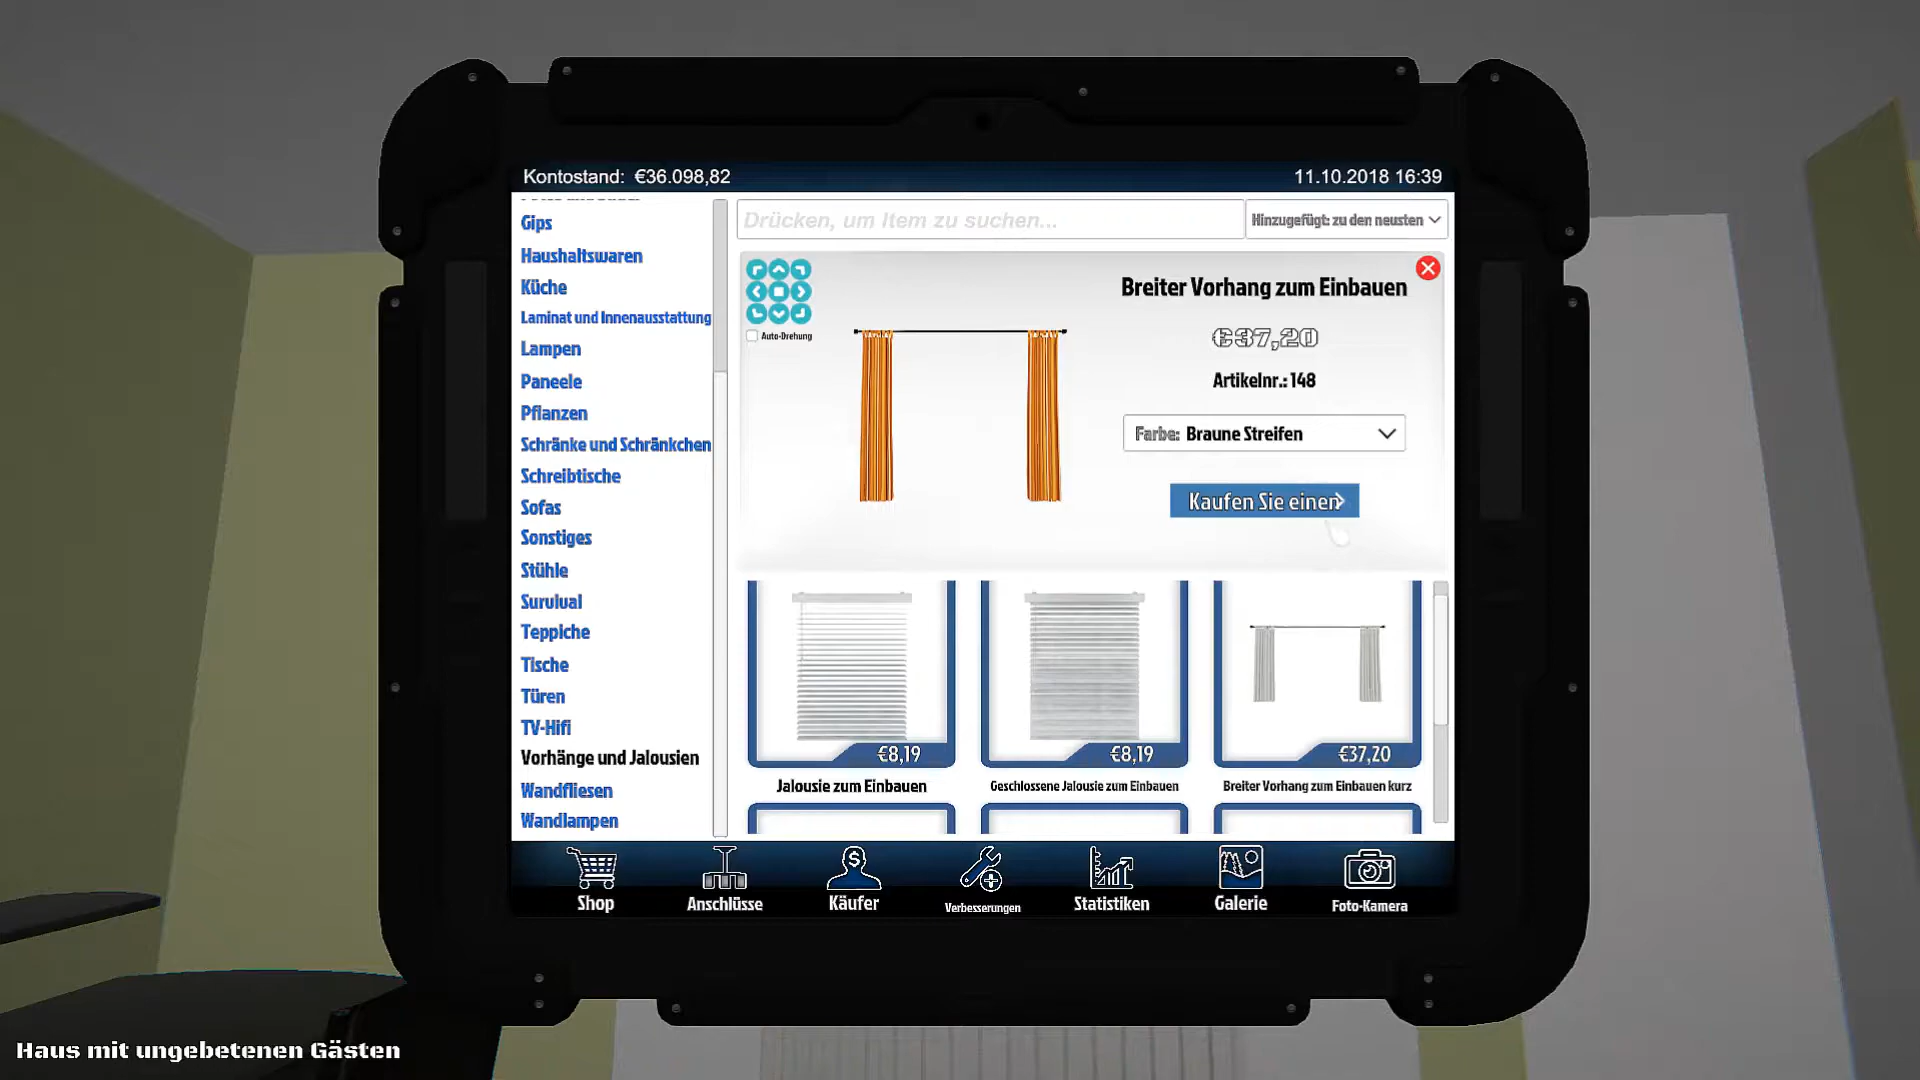 Kontostand: €36.098,82
11.10.2018 16:39
Gips
Haushaltswaren
Küche
Laminat und Innenausstattung
Lampen
Paneele
Pflanzen
Schränke und Schränkchen
Schreibtische
Sofas
Sonstiges
Stühle
Survival
Teppiche
Tische
Türen
TV-Hifi
Vorhänge und Jalousien
Wandfliesen
Wandlampen
Drücken, um Item zu suchen...
Hinzugefügt: zu den neusten
Auto-Drehung
Breiter Vorhang zum Einbauen
€37,20
Artikelnr.: 148
Farbe: Braune Streifen
Kaufen Sie einen
€8,19
€8,19
€37,20
Jalousie zum Einbauen
Geschlossene Jalousie zum Einbauen
Breiter Vorhang zum Einbauen kurz
Shop
Anschlüsse
Käufer
Verbesserungen
Statistiken
Galerie
Foto-Kamera
Haus mit ungebetenen Gästen